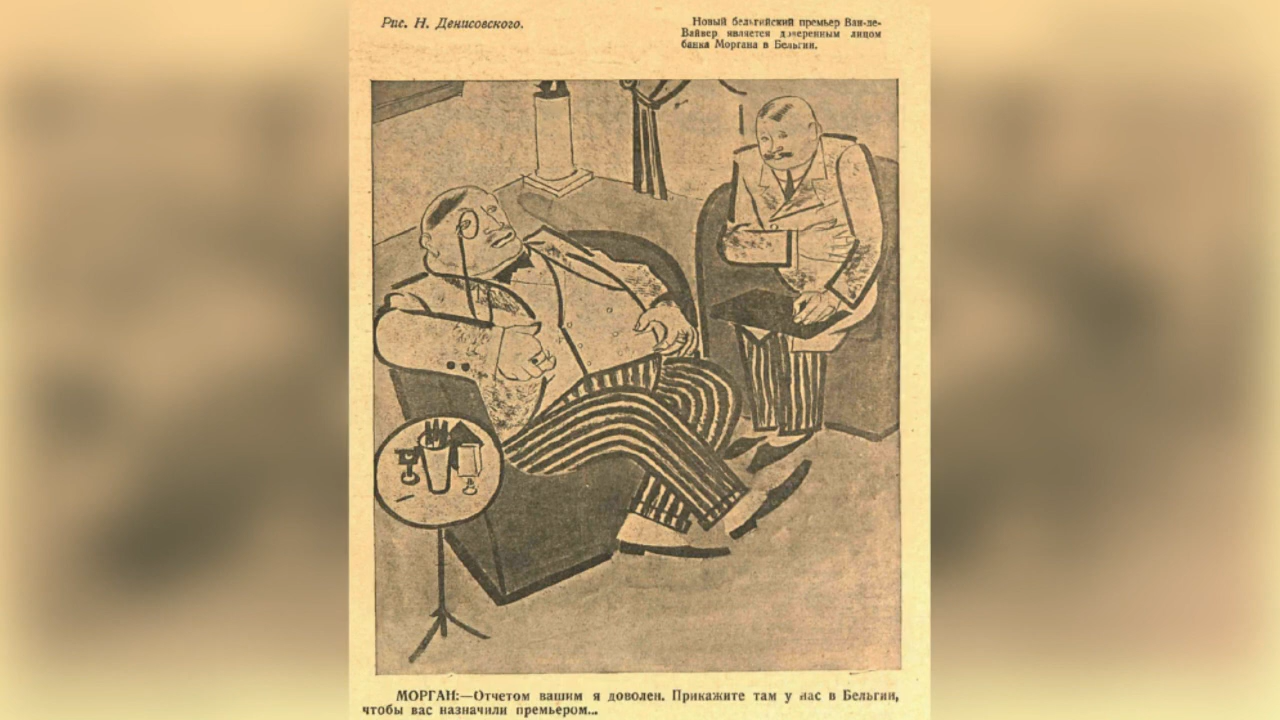 Рис. Н. Денисовского.
Новый бельгийский премьер Ван-де-
Вайвер является доверенным лицом
банка Моргана в Бельгии.
МОРГАН:—Отчетом вашим я доволен. Прикажите там у нас в Бельгии,
чтобы вас назначили премьером...